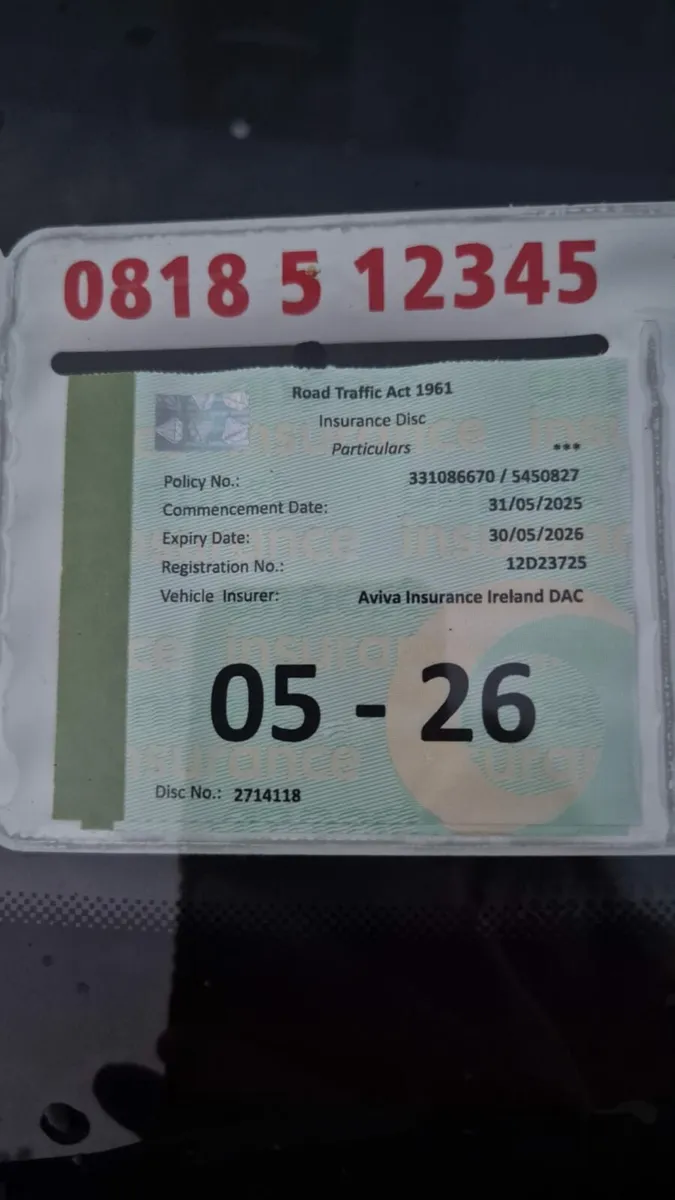 0818 5 12345
Road Traffic Act 1961
Insurance Disc
Particulars ***
Policy No.: 331086670 / 5450827
Commencement Date: 31/05/2025
Expiry Date: 30/05/2026
Registration No.: 12D23725
Vehicle Insurer: Aviva Insurance Ireland DAC
05 - 26
Disc No.: 2714118